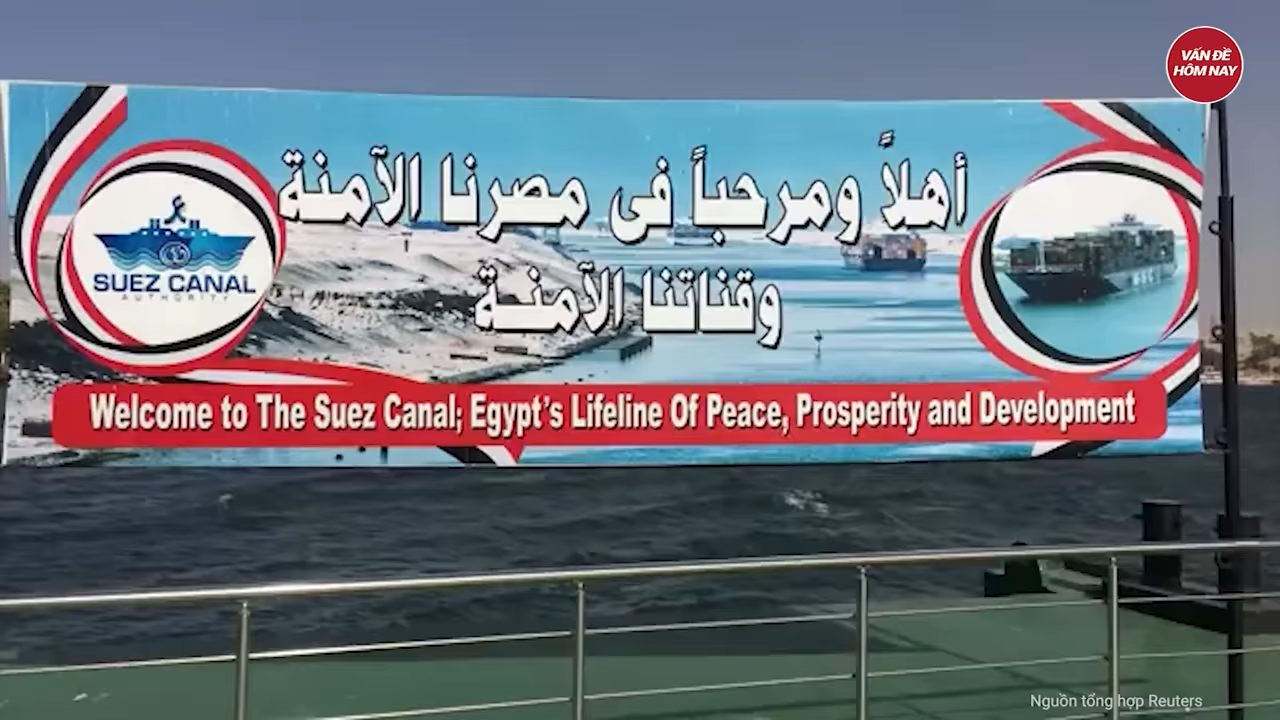 VẤN ĐỀ
HÔM NAY
أهلاً ومرحباً فى مصرنا الآمنة
وقناتنا الآمنة
SUEZ CANAL
AUTHORITY
Welcome to The Suez Canal; Egypt's Lifeline Of Peace, Prosperity and Development
Nguồn tổng hợp Reuters